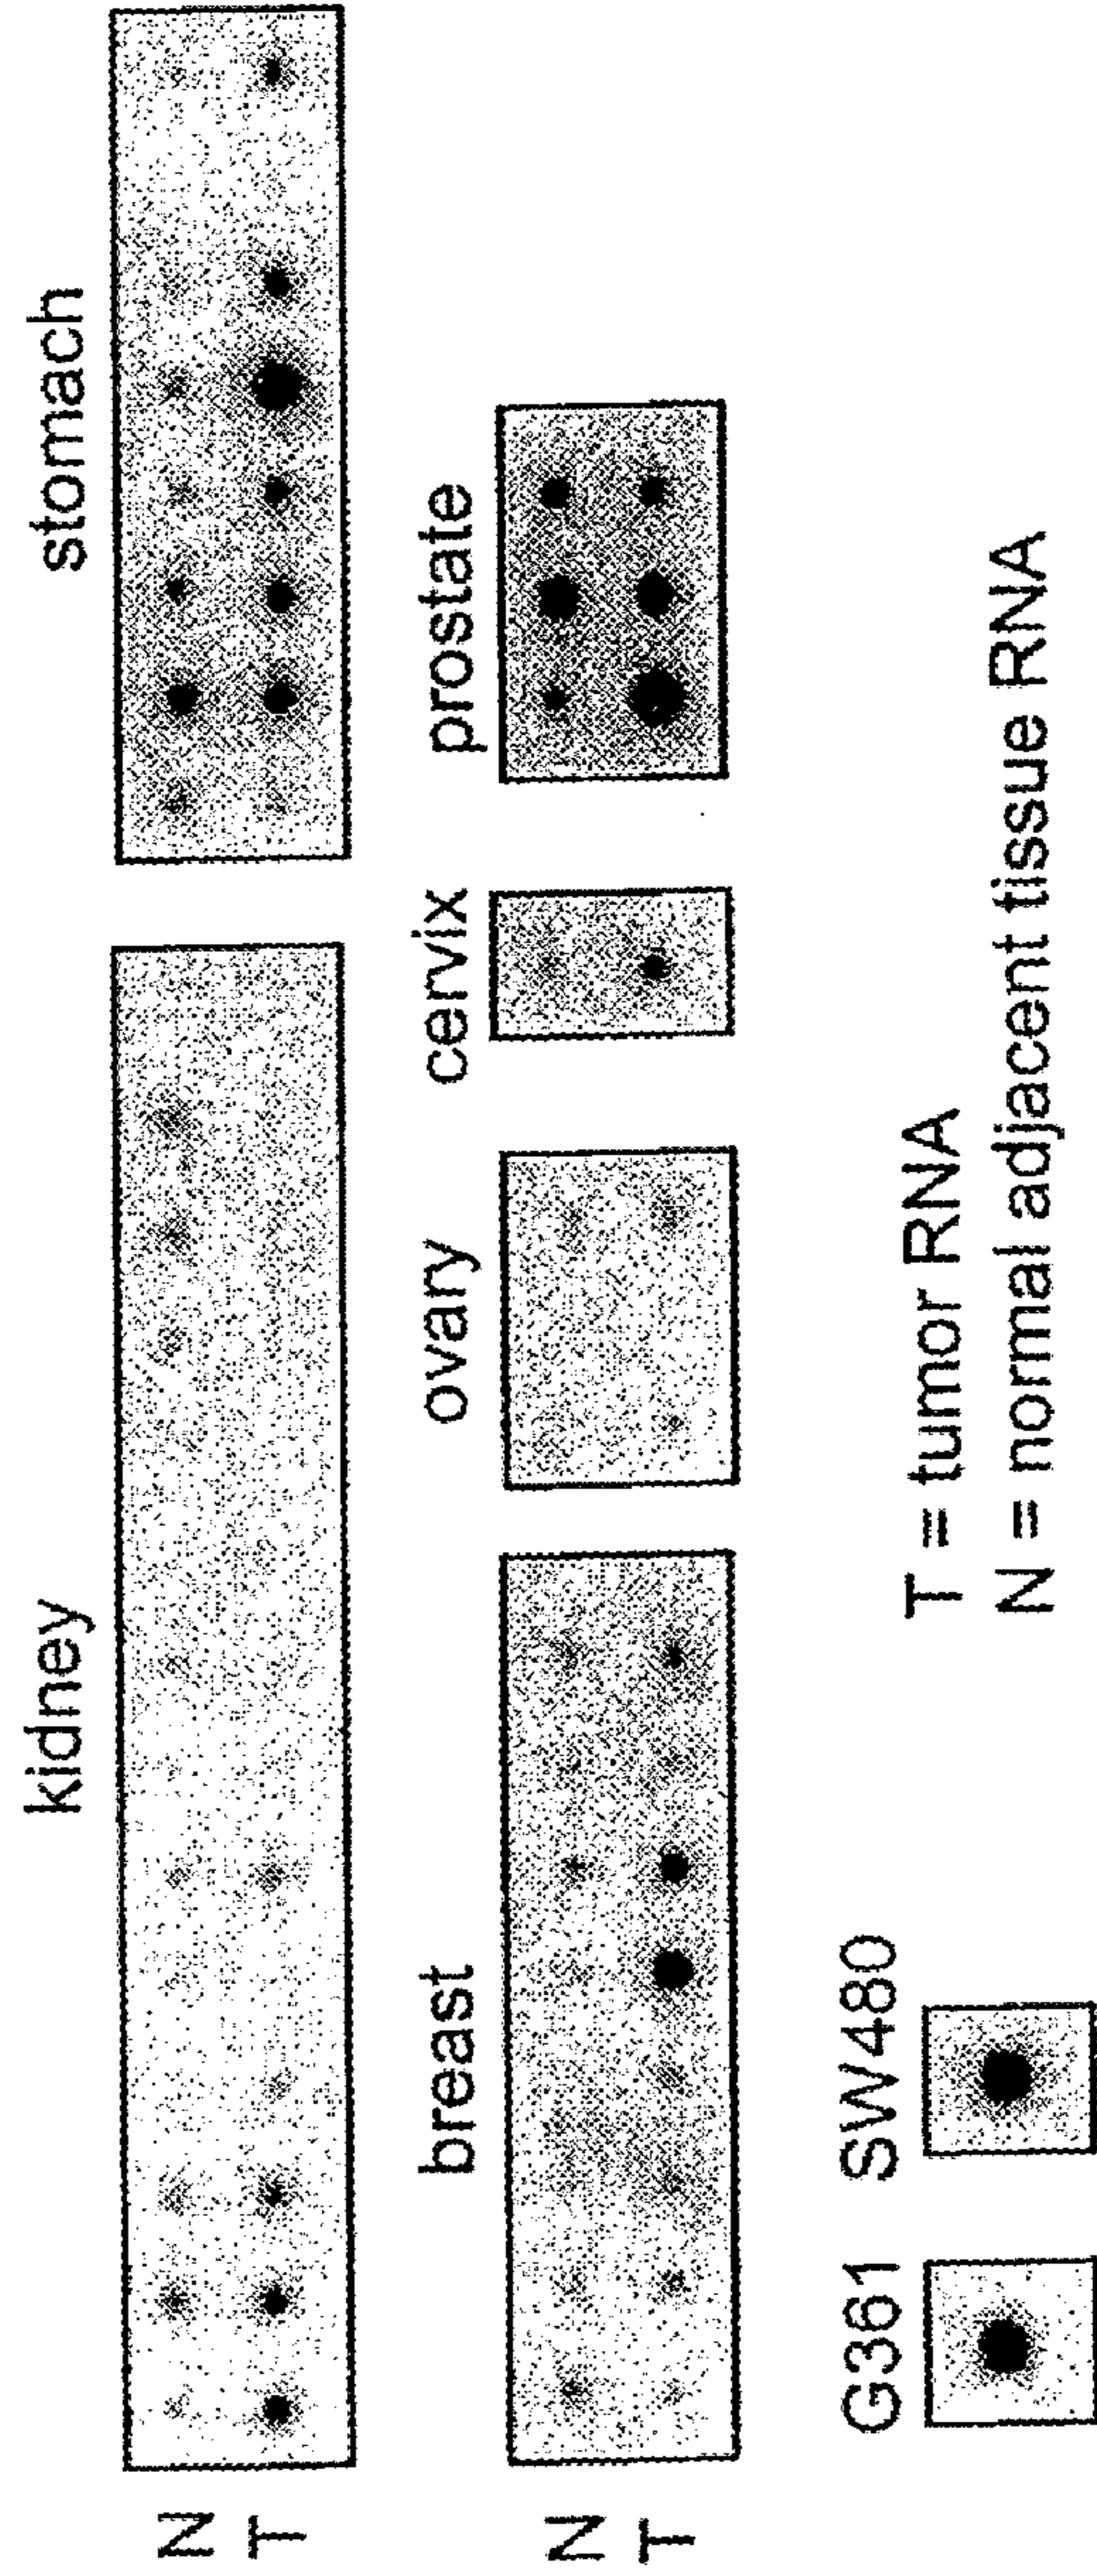 kidney stomach
N
T
breast ovary cervix prostate
N
T
G361 SW480
T = tumor RNA
N = normal adjacent tissue RNA